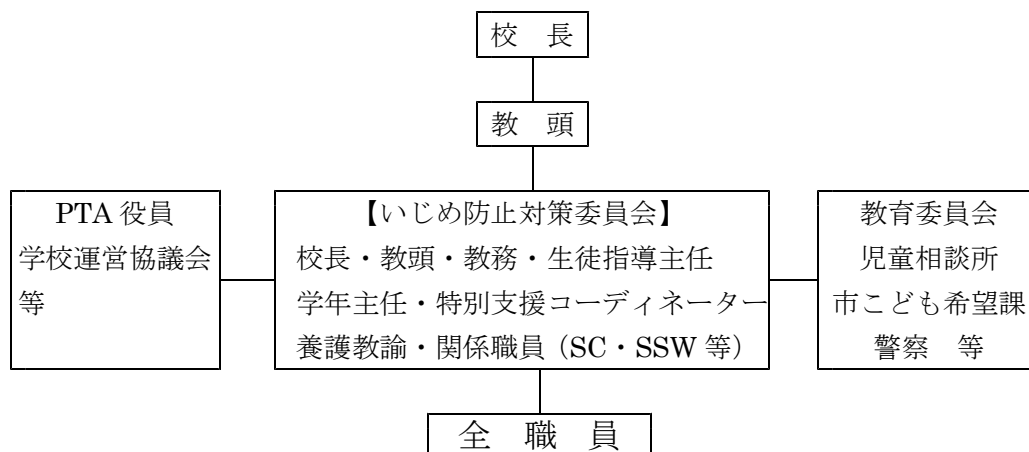 校　長
教　頭
PTA 役員
学校運営協議会
等
【いじめ防止対策委員会】
校長・教頭・教務・生徒指導主任
学年主任・特別支援コーディネーター
養護教諭・関係職員（SC・SSW 等）
教育委員会
児童相談所
市こども希望課
警察　等
全　職　員